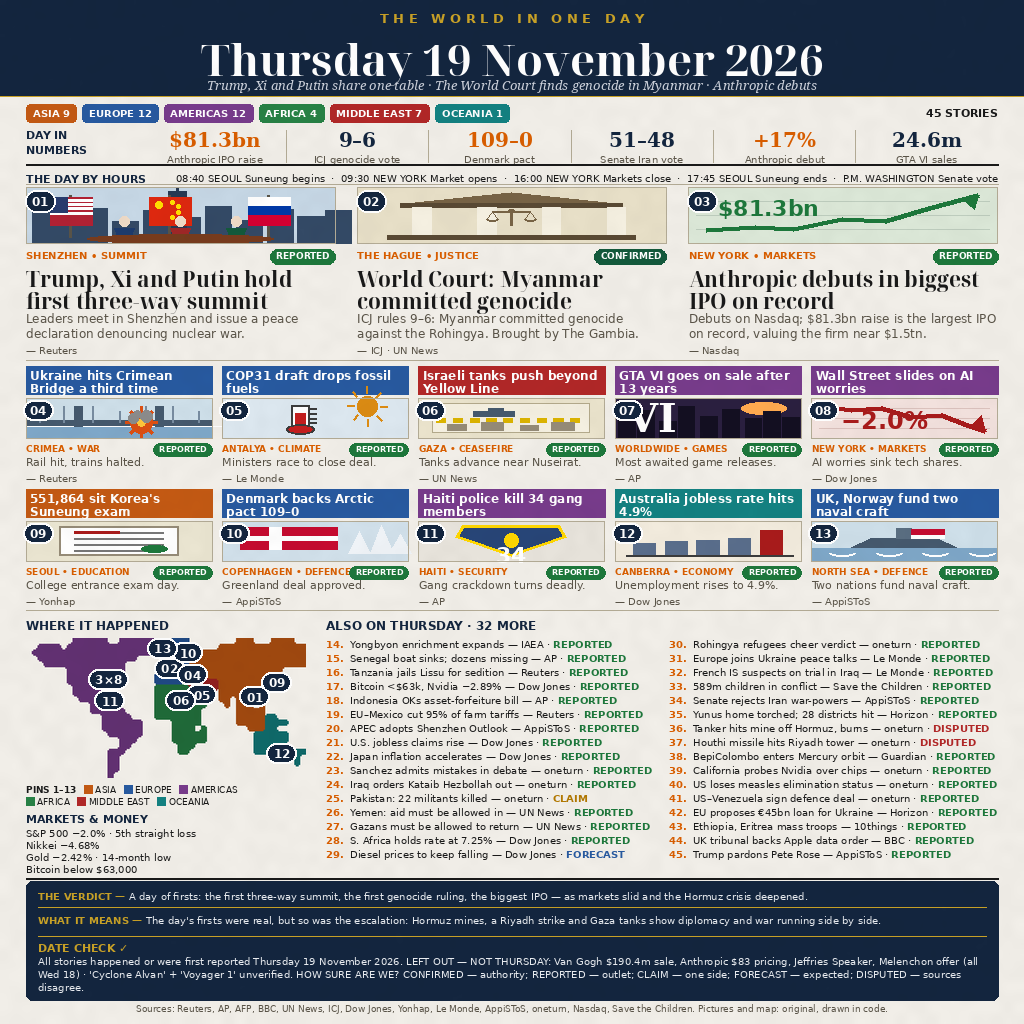 THE WORLD IN ONE DAY
Thursday 19 November 2026
Trump, Xi and Putin share one table · The World Court finds genocide in Myanmar · Anthropic debuts
ASIA 9 EUROPE 12 AMERICAS 12 AFRICA 4 MIDDLE EAST 7 OCEANIA 1 45 STORIES
DAY IN NUMBERS
$81.3bn Anthropic IPO raise
9–6 ICJ genocide vote
109–0 Denmark pact
51–48 Senate Iran vote
+17% Anthropic debut
24.6m GTA VI sales
THE DAY BY HOURS 08:40 SEOUL Suneung begins · 09:30 NEW YORK Market opens · 16:00 NEW YORK Markets close · 17:45 SEOUL Suneung ends · P.M. WASHINGTON Senate vote
01
SHENZHEN • SUMMIT REPORTED
Trump, Xi and Putin hold
first three-way summit
Leaders meet in Shenzhen and issue a peace
declaration denouncing nuclear war.
— Reuters
02
THE HAGUE • JUSTICE CONFIRMED
World Court: Myanmar
committed genocide
ICJ rules 9–6: Myanmar committed genocide
against the Rohingya. Brought by The Gambia.
— ICJ · UN News
03 $81.3bn
NEW YORK • MARKETS REPORTED
Anthropic debuts in biggest
IPO on record
Debuts on Nasdaq; $81.3bn raise is the largest IPO
on record, valuing the firm near $1.5tn.
— Nasdaq
Ukraine hits Crimean
Bridge a third time
04
CRIMEA • WAR REPORTED
Rail hit, trains halted.
— Reuters
COP31 draft drops fossil
fuels
05
ANTALYA • CLIMATE REPORTED
Ministers race to close deal.
— Le Monde
Israeli tanks push beyond
Yellow Line
06
GAZA • CEASEFIRE REPORTED
Tanks advance near Nuseirat.
— UN News
GTA VI goes on sale after
13 years
07 VI
WORLDWIDE • GAMES REPORTED
Most awaited game releases.
— AP
Wall Street slides on AI
worries
08 −2.0%
NEW YORK • MARKETS REPORTED
AI worries sink tech shares.
— Dow Jones
551,864 sit Korea's
Suneung exam
09
SEOUL • EDUCATION REPORTED
College entrance exam day.
— Yonhap
Denmark backs Arctic
pact 109–0
10
COPENHAGEN • DEFENCE REPORTED
Greenland deal approved.
— AppiSToS
Haiti police kill 34 gang
members
11 34
HAITI • SECURITY REPORTED
Gang crackdown turns deadly.
— AP
Australia jobless rate hits
4.9%
12
CANBERRA • ECONOMY REPORTED
Unemployment rises to 4.9%.
— Dow Jones
UK, Norway fund two
naval craft
13
NORTH SEA • DEFENCE REPORTED
Two nations fund naval craft.
— AppiSToS
WHERE IT HAPPENED
13 10 02 04 3×8 11 06 05 01 09 12
PINS 1–13 ASIA EUROPE AMERICAS
AFRICA MIDDLE EAST OCEANIA
MARKETS & MONEY
S&P 500 −2.0% · 5th straight loss
Nikkei −4.68%
Gold −2.42% · 14-month low
Bitcoin below $63,000
ALSO ON THURSDAY · 32 MORE
14. Yongbyon enrichment expands — IAEA · REPORTED
15. Senegal boat sinks; dozens missing — AP · REPORTED
16. Tanzania jails Lissu for sedition — Reuters · REPORTED
17. Bitcoin <$63k, Nvidia −2.89% — Dow Jones · REPORTED
18. Indonesia OKs asset-forfeiture bill — AP · REPORTED
19. EU–Mexico cut 95% of farm tariffs — Reuters · REPORTED
20. APEC adopts Shenzhen Outlook — AppiSToS · REPORTED
21. U.S. jobless claims rise — Dow Jones · REPORTED
22. Japan inflation accelerates — Dow Jones · REPORTED
23. Sanchez admits mistakes in debate — oneturn · REPORTED
24. Iraq orders Kataib Hezbollah out — oneturn · REPORTED
25. Pakistan: 22 militants killed — oneturn · CLAIM
26. Yemen: aid must be allowed in — UN News · REPORTED
27. Gazans must be allowed to return — UN News · REPORTED
28. S. Africa holds rate at 7.25% — Dow Jones · REPORTED
29. Diesel prices to keep falling — Dow Jones · FORECAST
30. Rohingya refugees cheer verdict — oneturn · REPORTED
31. Europe joins Ukraine peace talks — Le Monde · REPORTED
32. French IS suspects on trial in Iraq — Le Monde · REPORTED
33. 589m children in conflict — Save the Children · REPORTED
34. Senate rejects Iran war-powers — AppiSToS · REPORTED
35. Yunus home torched; 28 districts hit — Horizon · REPORTED
36. Tanker hits mine off Hormuz, burns — oneturn · DISPUTED
37. Houthi missile hits Riyadh tower — oneturn · DISPUTED
38. BepiColombo enters Mercury orbit — Guardian · REPORTED
39. California probes Nvidia over chips — oneturn · REPORTED
40. US loses measles elimination status — oneturn · REPORTED
41. US–Venezuela sign defence deal — oneturn · REPORTED
42. EU proposes €45bn loan for Ukraine — Horizon · REPORTED
43. Ethiopia, Eritrea mass troops — 10things · REPORTED
44. UK tribunal backs Apple data order — BBC · REPORTED
45. Trump pardons Pete Rose — AppiSToS · REPORTED
THE VERDICT — A day of firsts: the first three-way summit, the first genocide ruling, the biggest IPO — as markets slid and the Hormuz crisis deepened.
WHAT IT MEANS — The day's firsts were real, but so was the escalation: Hormuz mines, a Riyadh strike and Gaza tanks show diplomacy and war running side by side.
DATE CHECK ✓
All stories happened or were first reported Thursday 19 November 2026. LEFT OUT — NOT THURSDAY: Van Gogh $190.4m sale, Anthropic $83 pricing, Jeffries Speaker, Melenchon offer (all
Wed 18) · 'Cyclone Alvan' + 'Voyager 1' unverified. HOW SURE ARE WE? CONFIRMED — authority; REPORTED — outlet; CLAIM — one side; FORECAST — expected; DISPUTED — sources
disagree.
Sources: Reuters, AP, AFP, BBC, UN News, ICJ, Dow Jones, Yonhap, Le Monde, AppiSToS, oneturn, Nasdaq, Save the Children. Pictures and map: original, drawn in code.